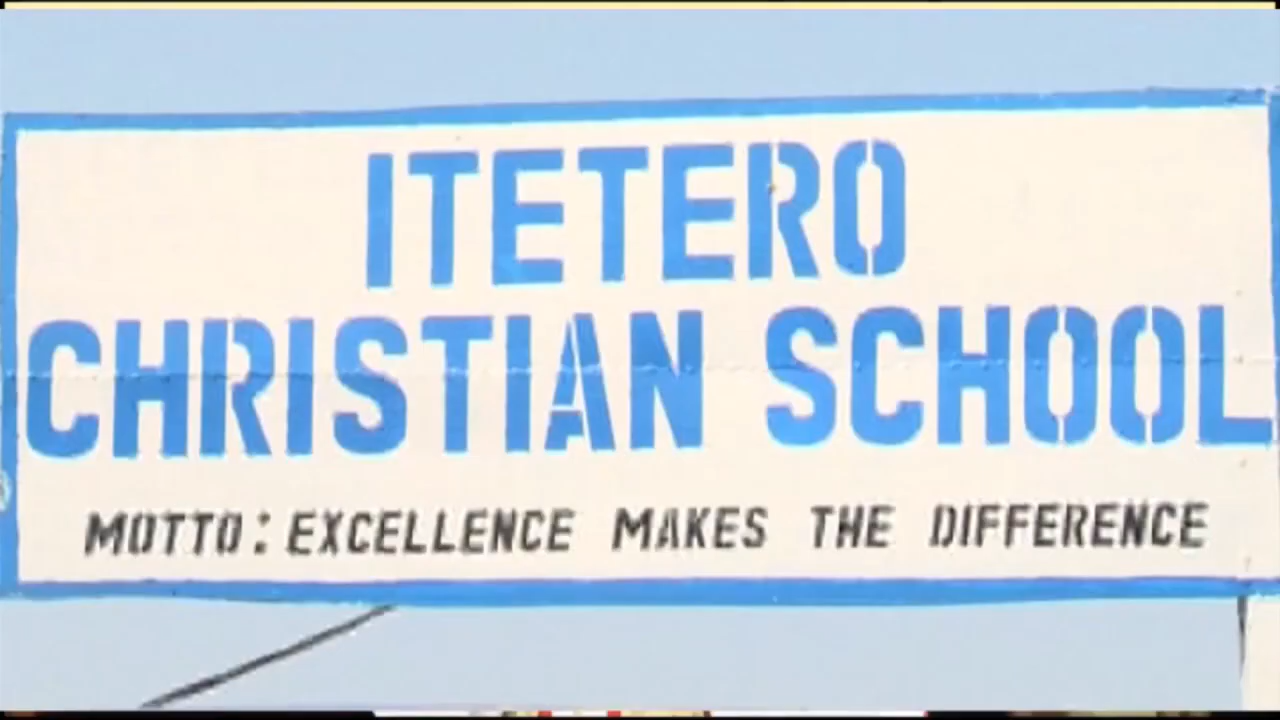 ITETERO
CHRISTIAN SCHOOL
MOTTO: EXCELLENCE MAKES THE DIFFERENCE